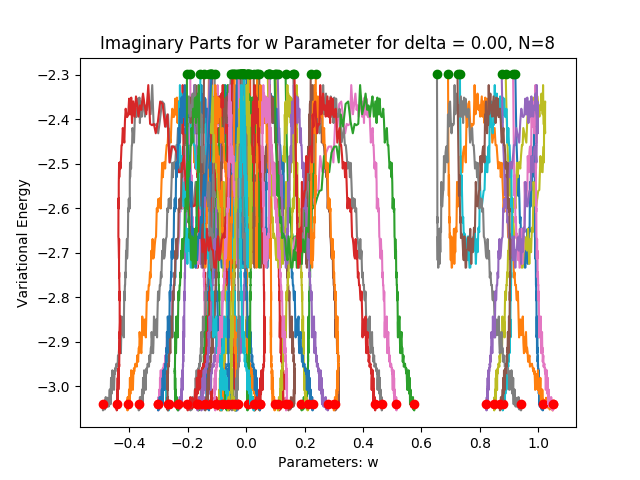 Imaginary Parts for w Parameter for delta = 0.00, N=8
−2.3
−2.4
−2.5
−2.6
−2.7
−2.8
−2.9
−3.0
Variational Energy
−0.4 −0.2 0.0 0.2 0.4 0.6 0.8 1.0
Parameters: w